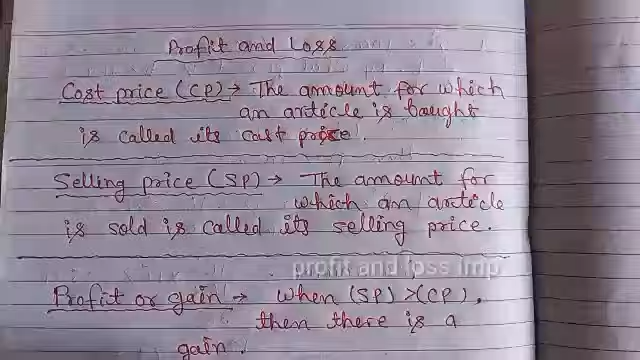 Profit and Loss
Cost price (CP) → The amount for which
an article is bought
is called its cost price.
Selling price (SP) → The amount for
which an article
is sold is called its selling price.
profit and loss imp
Profit or gain → when (SP) > (CP),
then there is a
gain.